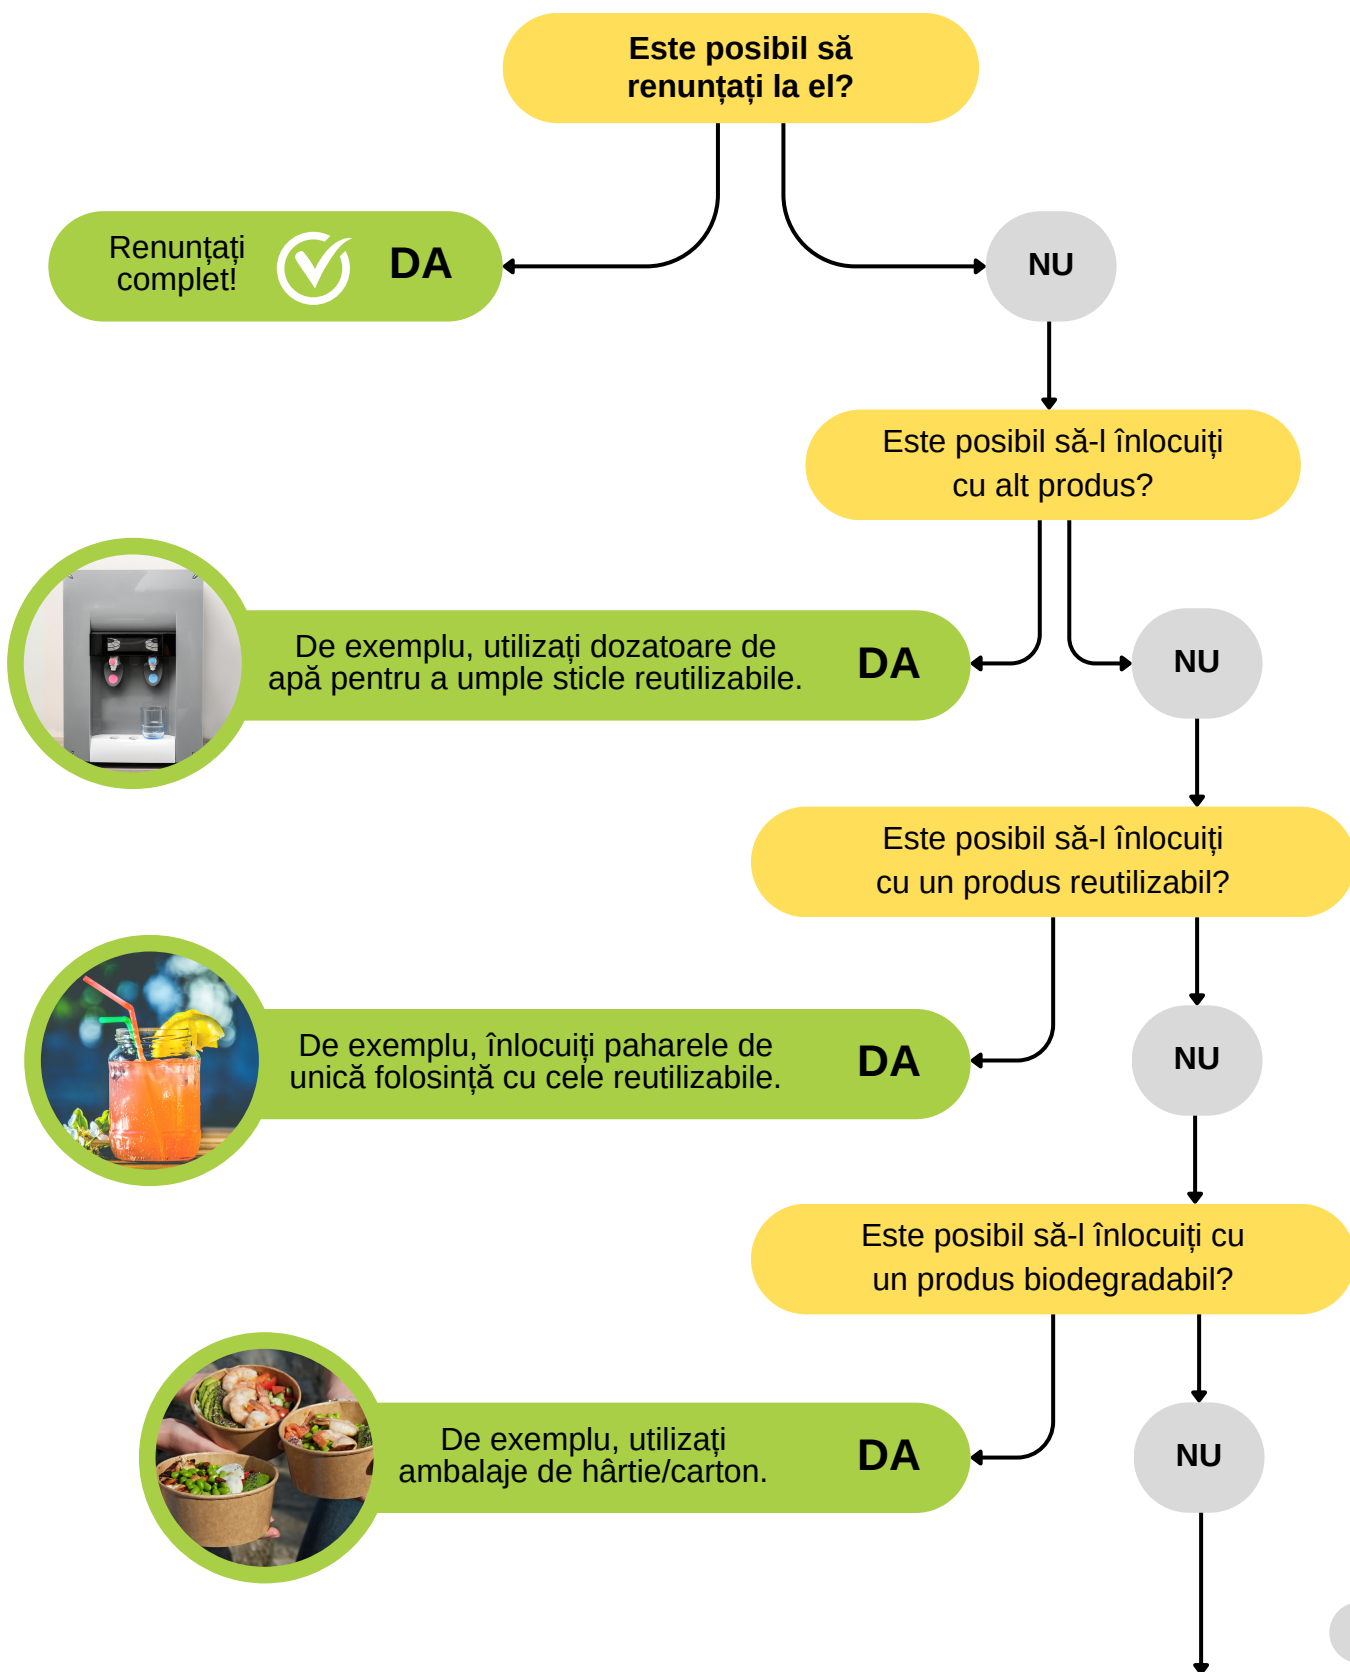 Este posibil să
renunțați la el?
Renunțați
complet!
DA
NU
Este posibil să-l înlocuiți
cu alt produs?
De exemplu, utilizați dozatoare de
apă pentru a umple sticle reutilizabile.
DA
NU
Este posibil să-l înlocuiți
cu un produs reutilizabil?
De exemplu, înlocuiți paharele de
unică folosință cu cele reutilizabile.
DA
NU
Este posibil să-l înlocuiți cu
un produs biodegradabil?
De exemplu, utilizați
ambalaje de hârtie/carton.
DA
NU